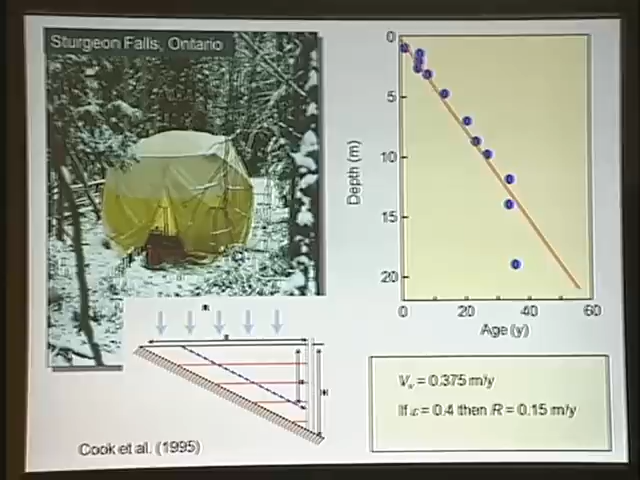 Sturgeon Falls, Ontario
0
5
10
15
20
Depth (m)
0 20 40 60
Age (y)
Vw = 0.375 m/y
If ε = 0.4 then R = 0.15 m/y
Cook et al. (1995)